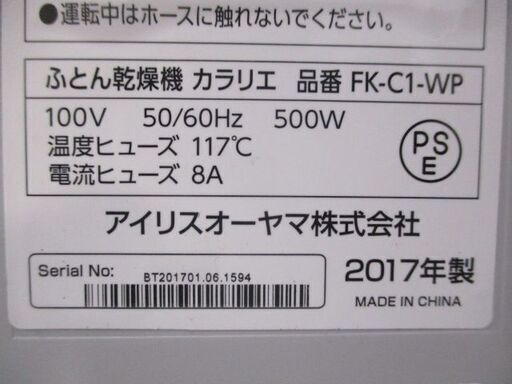 ●運転中はホースに触れないでください。
ふとん乾燥機 カラリエ 品番 FK-C1-WP
100V 50/60Hz 500W
温度ヒューズ 117℃
電流ヒューズ 8A
PS
E
アイリスオーヤマ株式会社
Serial No:
BT201701.06.1594
2017年製
MADE IN CHINA